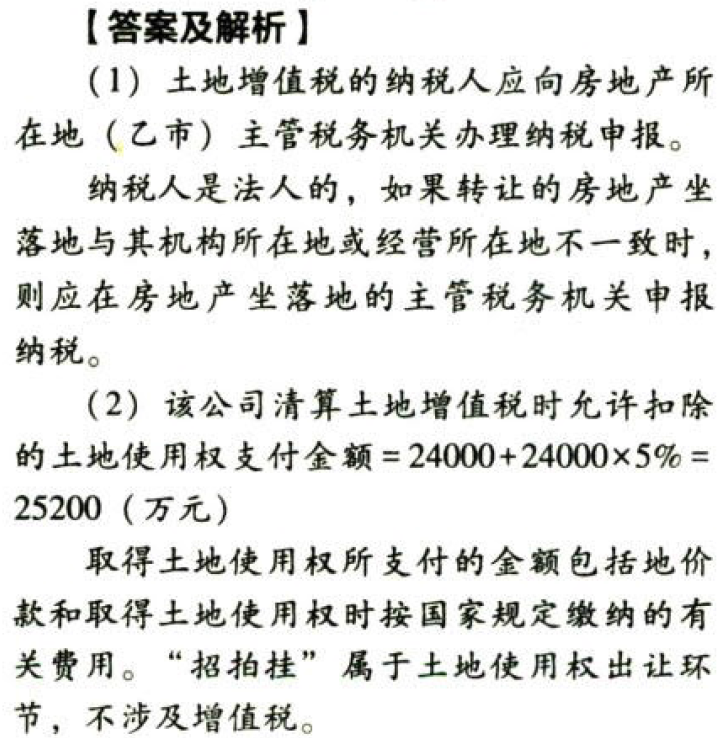 【答案及解析】
（1）土地增值税的纳税人应向房地产所
在地（乙市）主管税务机关办理纳税申报。
纳税人是法人的，如果转让的房地产坐
落地与其机构所在地或经营所在地不一致时，
则应在房地产坐落地的主管税务机关申报
纳税。
（2）该公司清算土地增值税时允许扣除
的土地使用权支付金额=24000+24000×5%=
25200（万元）
取得土地使用权所支付的金额包括地价
款和取得土地使用权时按国家规定缴纳的有
关费用。“招拍挂”属于土地使用权出让环
节，不涉及增值税。